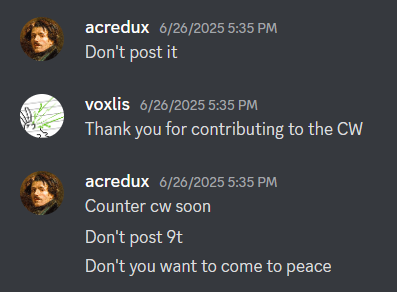 acredux 6/26/2025 5:35 PM
Don't post it
voxlis 6/26/2025 5:35 PM
Thank you for contributing to the CW
acredux 6/26/2025 5:35 PM
Counter cw soon
Don't post 9t
Don't you want to come to peace